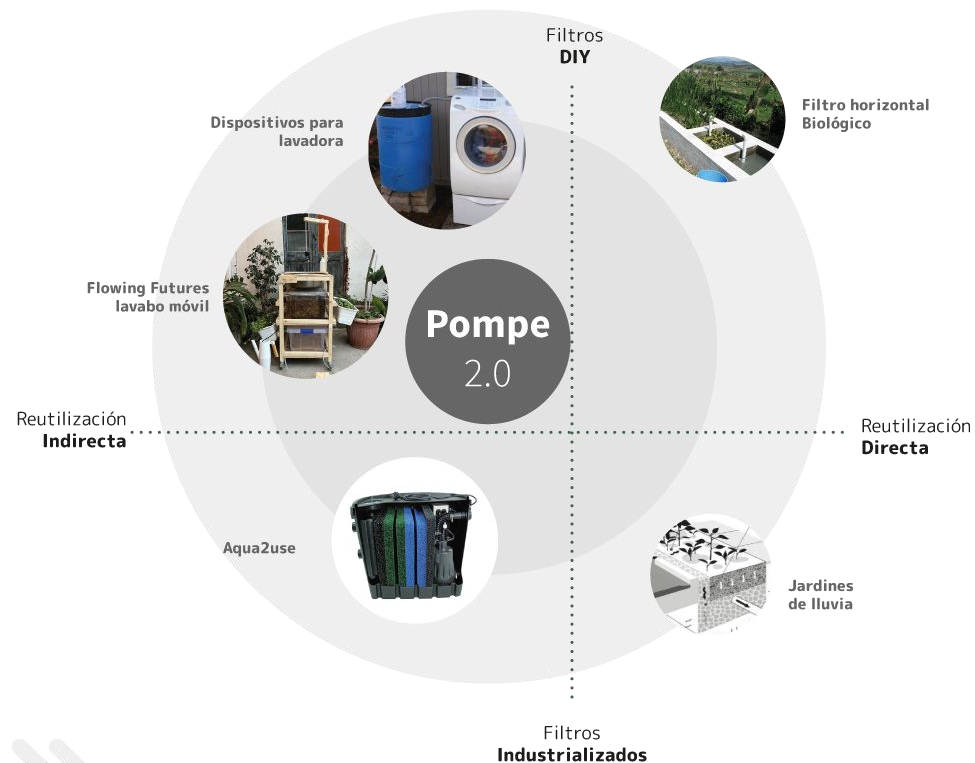 Filtros
DIY
Dispositivos para
lavadora
Filtro horizontal
Biológico
Flowing Futures
lavabo móvil
Pompe
2.0
Reutilización
Indirecta
Reutilización
Directa
Aqua2use
Jardines
de lluvia
Filtros
Industrializados